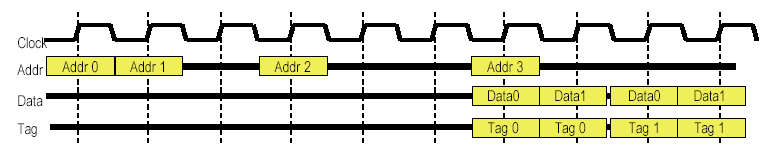 Clock
Addr Addr 0 Addr 1 Addr 2 Addr 3
Data Data0 Data1 Data0 Data1
Tag Tag 0 Tag 0 Tag 1 Tag 1